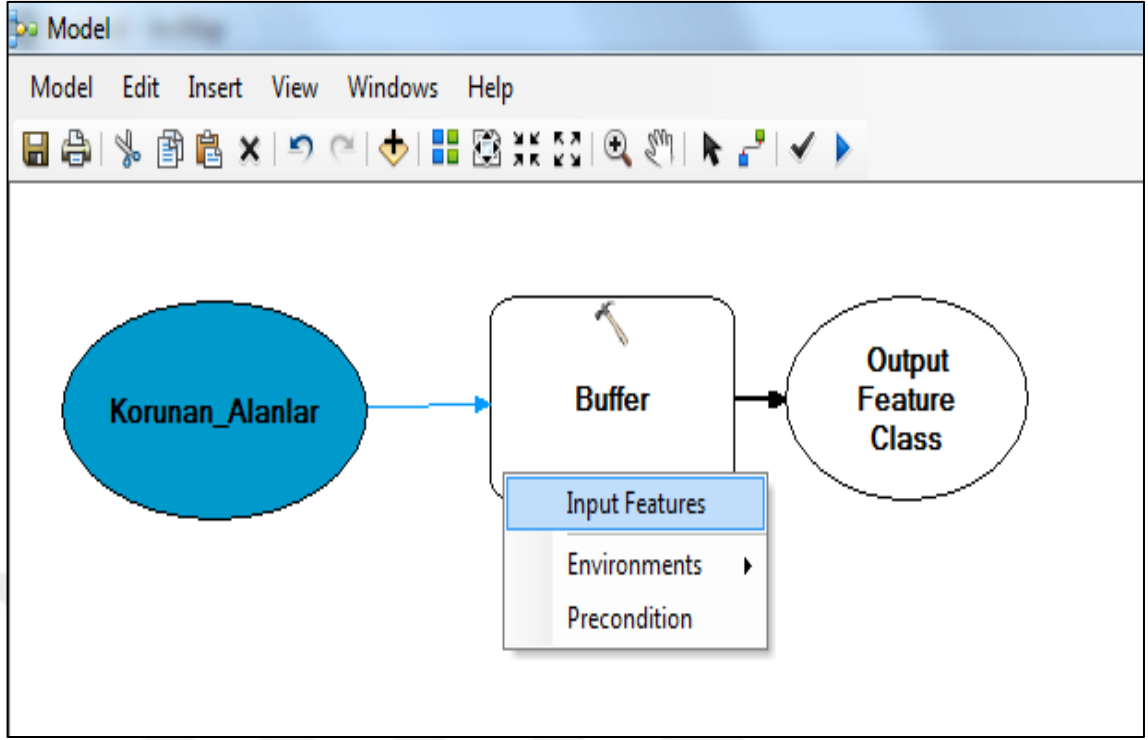 Model
Model Edit Insert View Windows Help
Korunan_Alanlar
Buffer
Output
Feature
Class
Input Features
Environments
Precondition